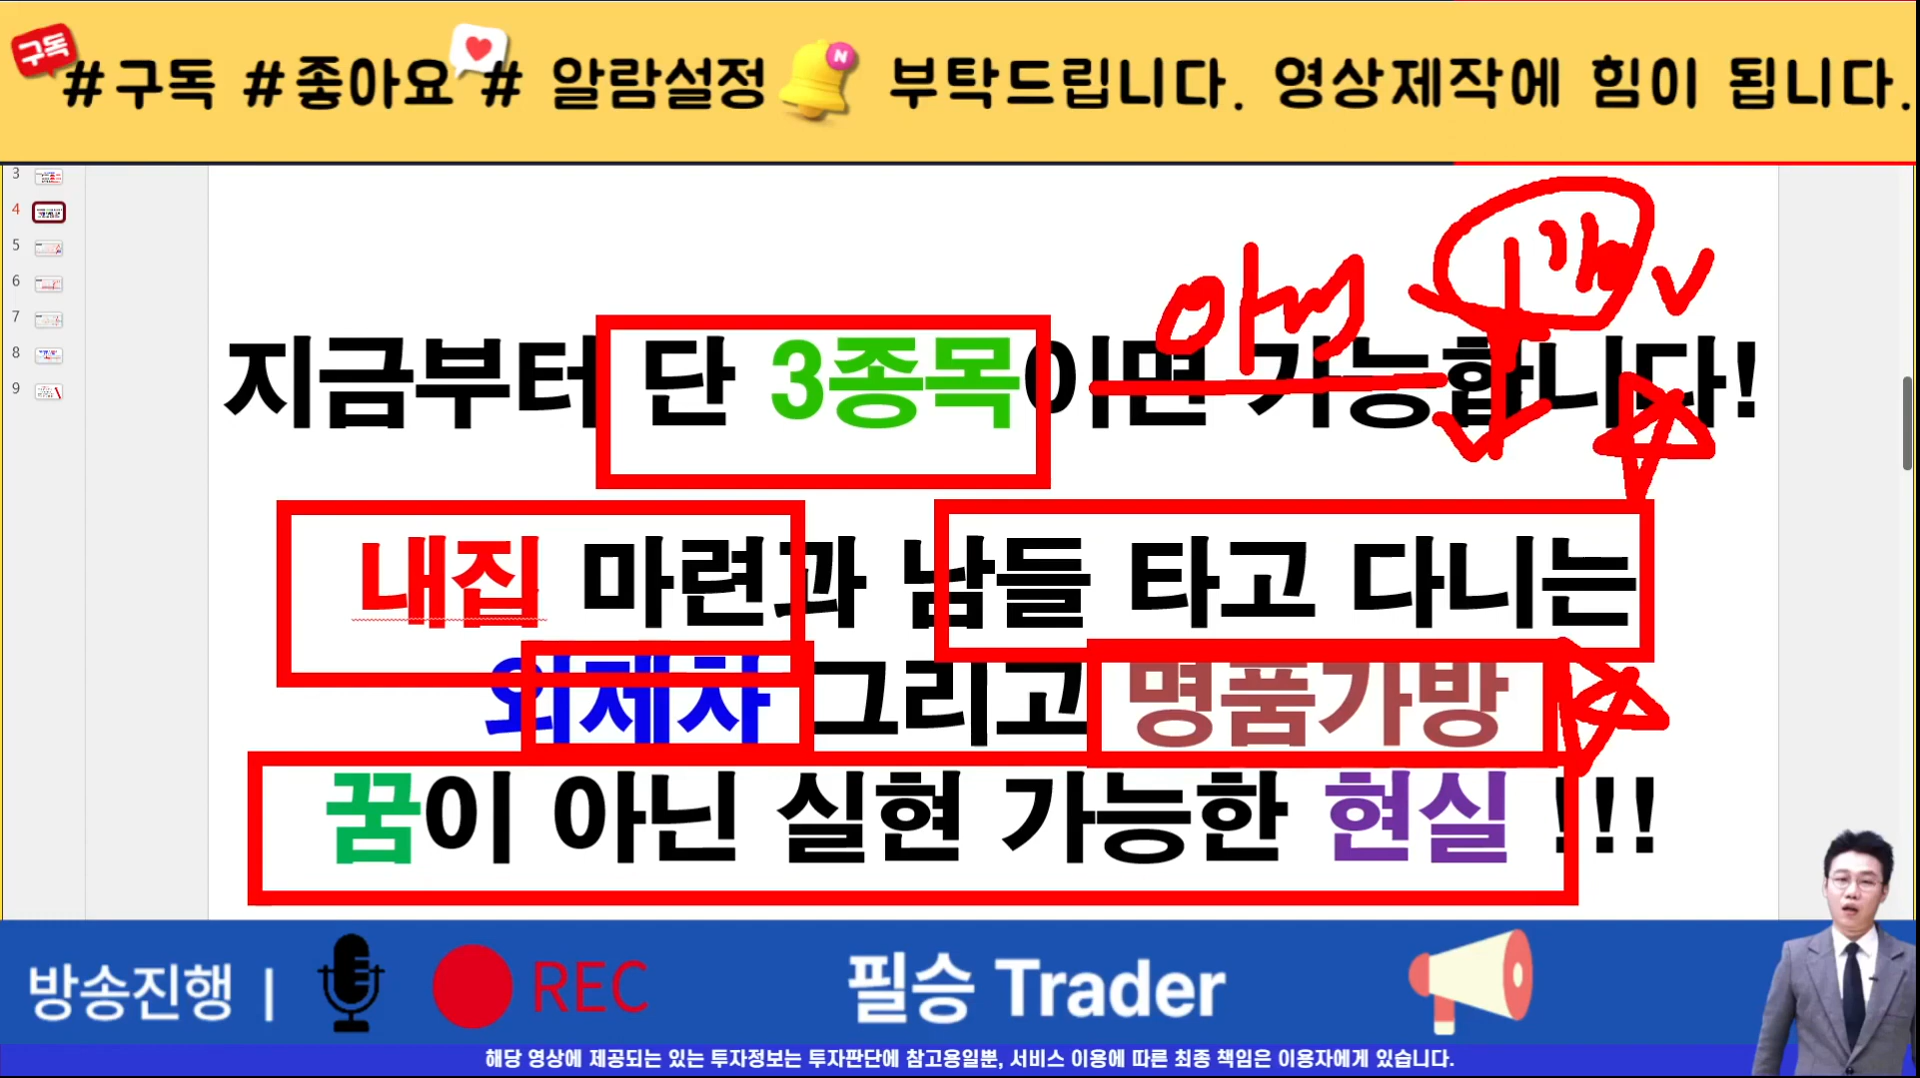 구독
#구독 #좋아요 # 알람설정 N 부탁드립니다. 영상제작에 힘이 됩니다.
3
4
5
6
7
8
9
지금부터 단 3종목이면 가능합니다!
내집 마련과 남들 타고 다니는
외제차 그리고 명품가방
꿈이 아닌 실현 가능한 현실 !!!
방송진행 | REC 필승 Trader
해당 영상에 제공되는 있는 투자정보는 투자판단에 참고용일뿐, 서비스 이용에 따른 최종 책임은 이용자에게 있습니다.